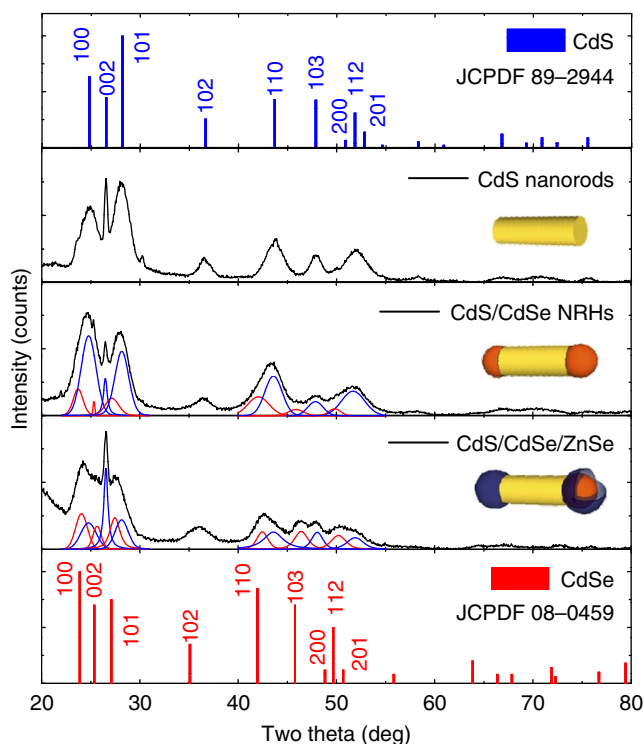 CdS
JCPDF 89–2944
100
002
101
102
110
103
200
112
201
CdS nanorods
CdS/CdSe NRHs
CdS/CdSe/ZnSe
CdSe
JCPDF 08–0459
100
002
101
102
110
103
200
112
201
Intensity (counts)
20 30 40 50 60 70 80
Two theta (deg)